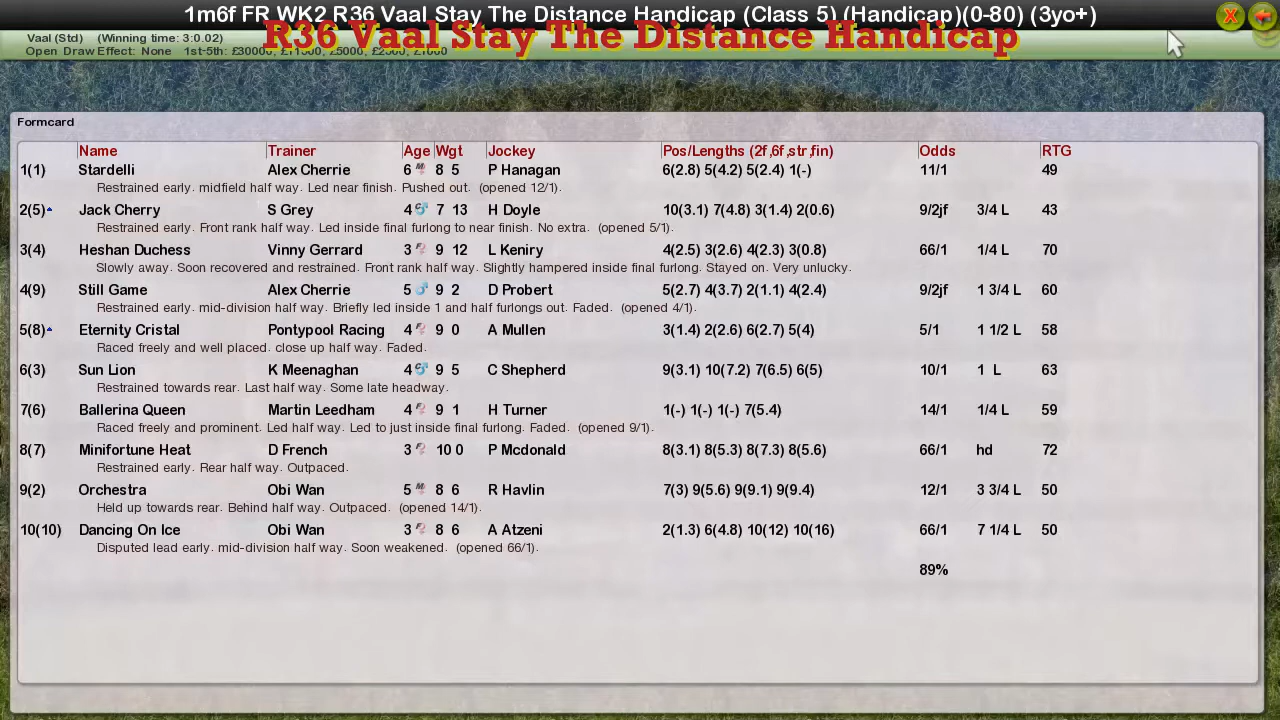 1m6f FR WK2 R36 Vaal Stay The Distance Handicap (Class 5) (Handicap)(0-80) (3yo+)
R36 Vaal Stay The Distance Handicap
Vaal (Std) (Winning time: 3:0.02)
Open Draw Effect: None 1st-5th: £30000, £11500, £5000, £2500, £1000
Formcard
Name Trainer Age Wgt Jockey Pos/Lengths (2f,6f,str,fin) Odds RTG
1(1) Stardelli Alex Cherrie 6 8 5 P Hanagan 6(2.8) 5(4.2) 5(2.4) 1(-) 11/1 49
Restrained early. midfield half way. Led near finish. Pushed out. (opened 12/1).
2(5) Jack Cherry S Grey 4 7 13 H Doyle 10(3.1) 7(4.8) 3(1.4) 2(0.6) 9/2jf 3/4 L 43
Restrained early. Front rank half way. Led inside final furlong to near finish. No extra. (opened 5/1).
3(4) Heshan Duchess Vinny Gerrard 3 9 12 L Keniry 4(2.5) 3(2.6) 4(2.3) 3(0.8) 66/1 1/4 L 70
Slowly away. Soon recovered and restrained. Front rank half way. Slightly hampered inside final furlong. Stayed on. Very unlucky.
4(9) Still Game Alex Cherrie 5 9 2 D Probert 5(2.7) 4(3.7) 2(1.1) 4(2.4) 9/2jf 1 3/4 L 60
Restrained early. mid-division half way. Briefly led inside 1 and half furlongs out. Faded. (opened 4/1).
5(8) Eternity Cristal Pontypool Racing 4 9 0 A Mullen 3(1.4) 2(2.6) 6(2.7) 5(4) 5/1 1 1/2 L 58
Raced freely and well placed. close up half way. Faded.
6(3) Sun Lion K Meenaghan 4 9 5 C Shepherd 9(3.1) 10(7.2) 7(6.5) 6(5) 10/1 1 L 63
Restrained towards rear. Last half way. Some late headway.
7(6) Ballerina Queen Martin Leedham 4 9 1 H Turner 1(-) 1(-) 1(-) 7(5.4) 14/1 1/4 L 59
Raced freely and prominent. Led half way. Led to just inside final furlong. Faded. (opened 9/1).
8(7) Minifortune Heat D French 3 10 0 P Mcdonald 8(3.1) 8(5.3) 8(7.3) 8(5.6) 66/1 hd 72
Restrained early. Rear half way. Outpaced.
9(2) Orchestra Obi Wan 5 8 6 R Havlin 7(3) 9(5.6) 9(9.1) 9(9.4) 12/1 3 3/4 L 50
Held up towards rear. Behind half way. Outpaced. (opened 14/1).
10(10) Dancing On Ice Obi Wan 3 8 6 A Atzeni 2(1.3) 6(4.8) 10(12) 10(16) 66/1 7 1/4 L 50
Disputed lead early. mid-division half way. Soon weakened. (opened 66/1).
89%